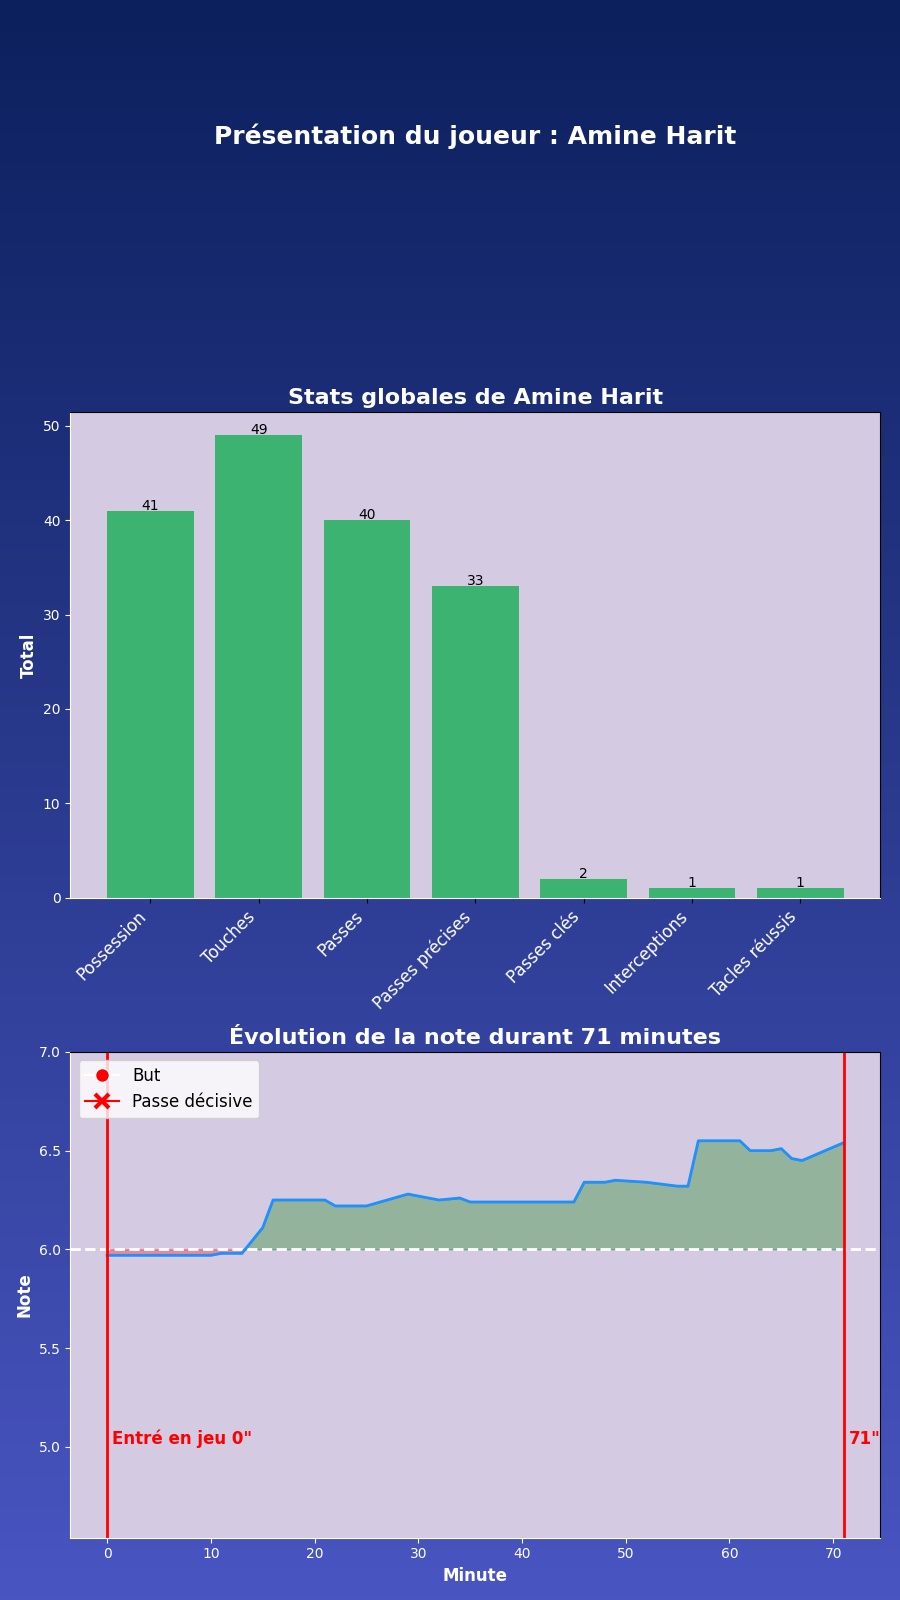 Présentation du joueur : Amine Harit
Stats globales de Amine Harit
50
40
30
20
10
0
Total
41
49
40
33
2
1
1
Possession
Touches
Passes
Passes précises
Passes clés
Interceptions
Tacles réussis
Évolution de la note durant 71 minutes
7.0
6.5
6.0
5.5
5.0
Note
But
Passe décisive
Entré en jeu 0"
71"
0
10
20
30
40
50
60
70
Minute